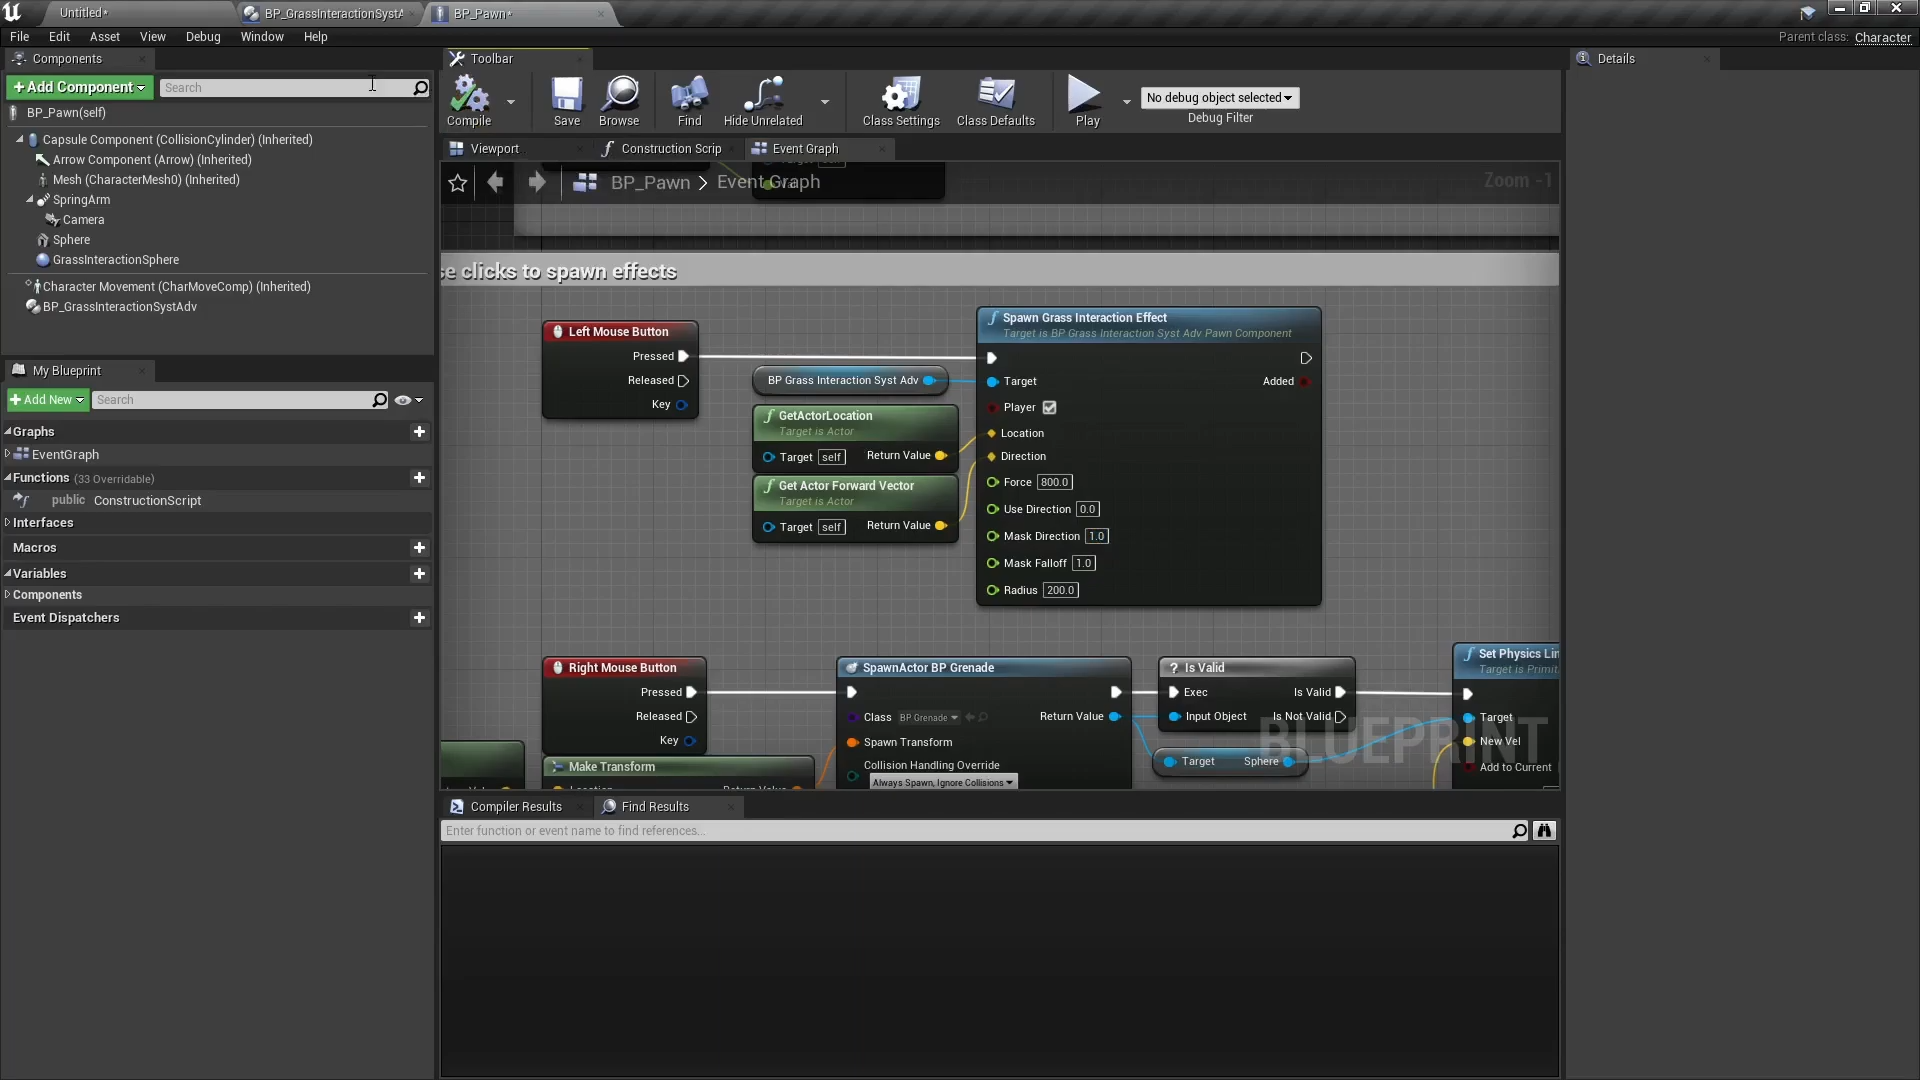 Untitled*
BP_GrassInteractionSystA
BP_Pawn*
File Edit Asset View Debug Window Help
Parent class: Character
Components
+Add Component
Search
BP_Pawn(self)
Capsule Component (CollisionCylinder) (Inherited)
Arrow Component (Arrow) (Inherited)
Mesh (CharacterMesh0) (Inherited)
SpringArm
Camera
Sphere
GrassInteractionSphere
Character Movement (CharMoveComp) (Inherited)
BP_GrassInteractionSystAdv
My Blueprint
+Add New
Search
Graphs
EventGraph
Functions (33 Overridable)
public ConstructionScript
Interfaces
Macros
Variables
Components
Event Dispatchers
Toolbar
Compile
Save
Browse
Find
Hide Unrelated
Class Settings
Class Defaults
Play
No debug object selected
Debug Filter
Viewport
Construction Scrip
Event Graph
BP_Pawn > Event Graph
Zoom -1
se clicks to spawn effects
Left Mouse Button
Pressed
Released
Key
BP Grass Interaction Syst Adv
GetActorLocation
Target is Actor
Target self
Return Value
Get Actor Forward Vector
Target is Actor
Target self
Return Value
Spawn Grass Interaction Effect
Target is BP Grass Interaction Syst Adv Pawn Component
Target
Added
Player
Location
Direction
Force 800.0
Use Direction 0.0
Mask Direction 1.0
Mask Falloff 1.0
Radius 200.0
Right Mouse Button
Pressed
Released
Key
Make Transform
SpawnActor BP Grenade
Class BP Grenade
Return Value
Spawn Transform
Collision Handling Override
Always Spawn, Ignore Collisions
? Is Valid
Exec
Is Valid
Input Object
Is Not Valid
Target
Sphere
BLUEPRINT
Set Physics Lin
Target is Primit
Target
New Vel
Add to Current
Compiler Results
Find Results
Enter function or event name to find references...
Details